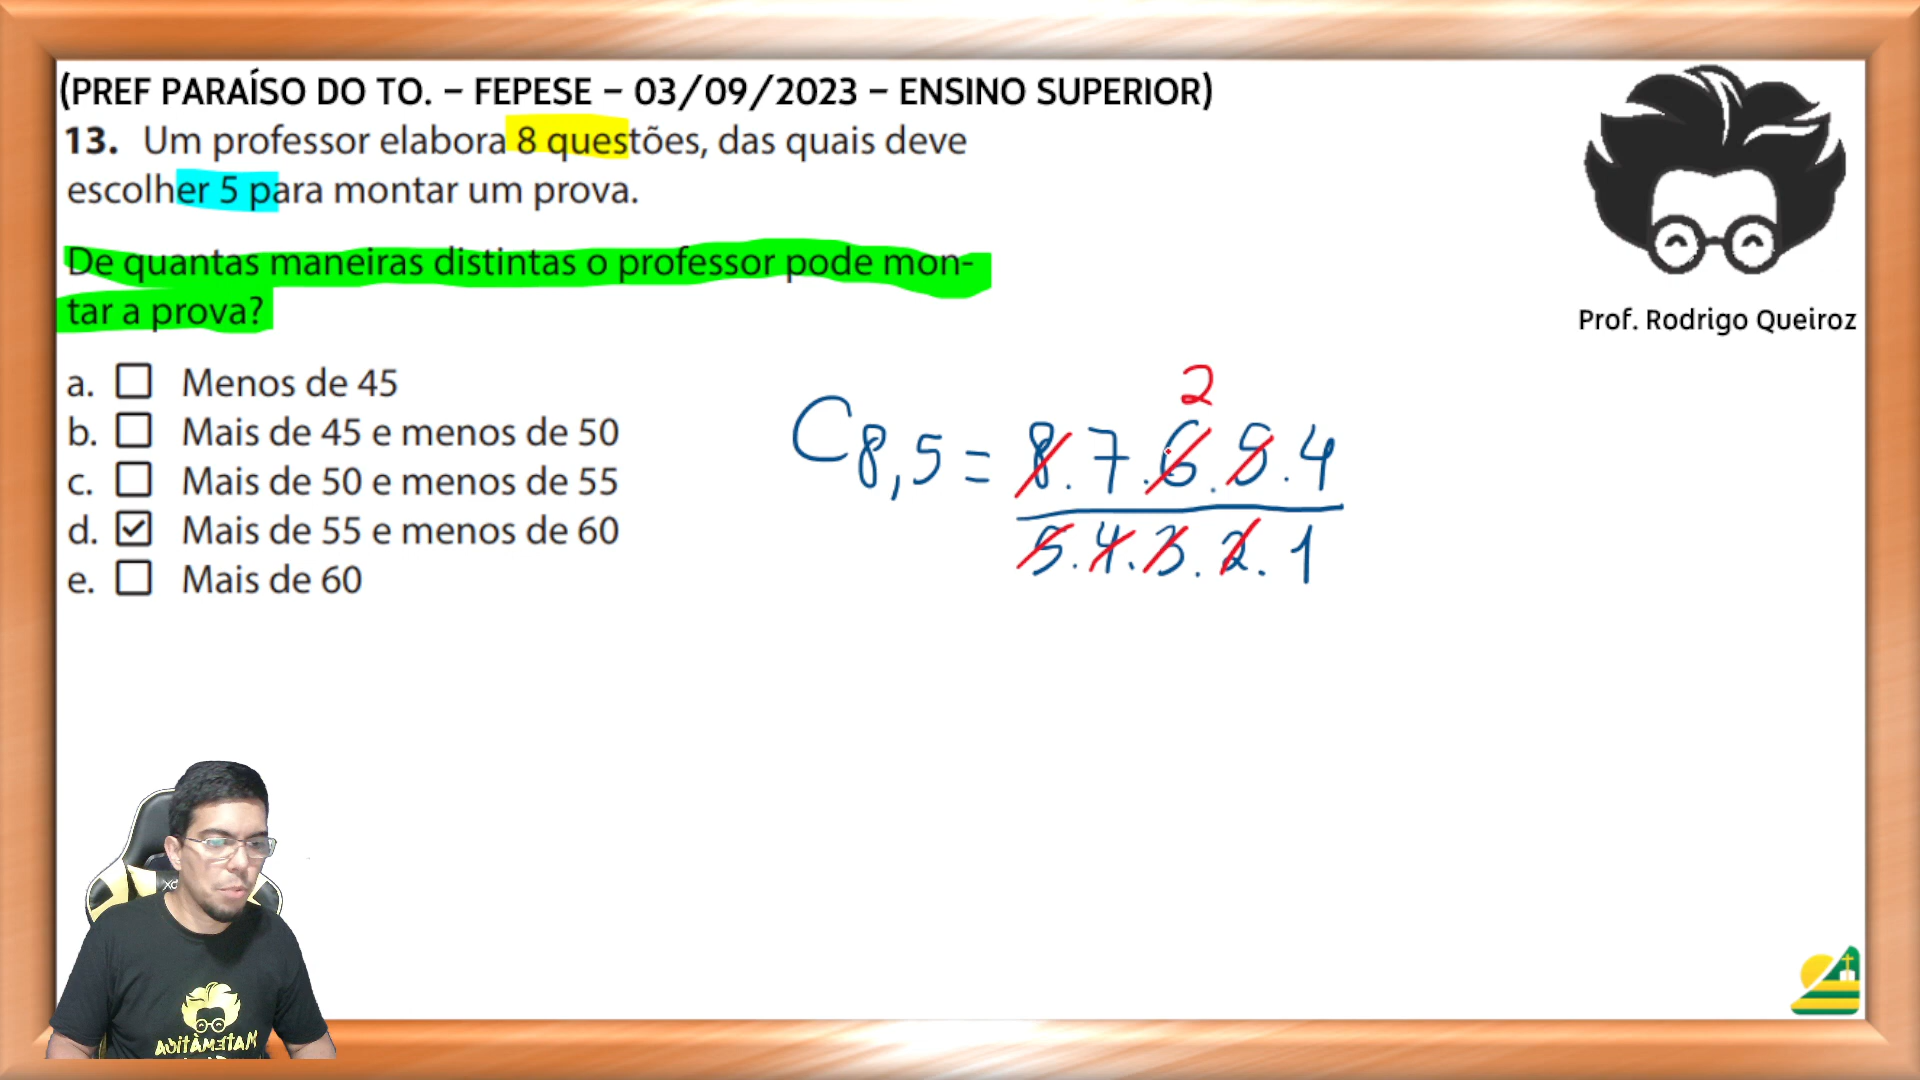 (PREF PARAÍSO DO TO. – FEPESE – 03/09/2023 – ENSINO SUPERIOR)
13. Um professor elabora 8 questões, das quais deve
escolher 5 para montar um prova.
De quantas maneiras distintas o professor pode mon-
tar a prova?
a. Menos de 45
b. Mais de 45 e menos de 50
c. Mais de 50 e menos de 55
d. Mais de 55 e menos de 60
e. Mais de 60
Prof. Rodrigo Queiroz
2
C8,5 = 8.7.6.5.4
5.4.3.2.1
MATEMÁTICA